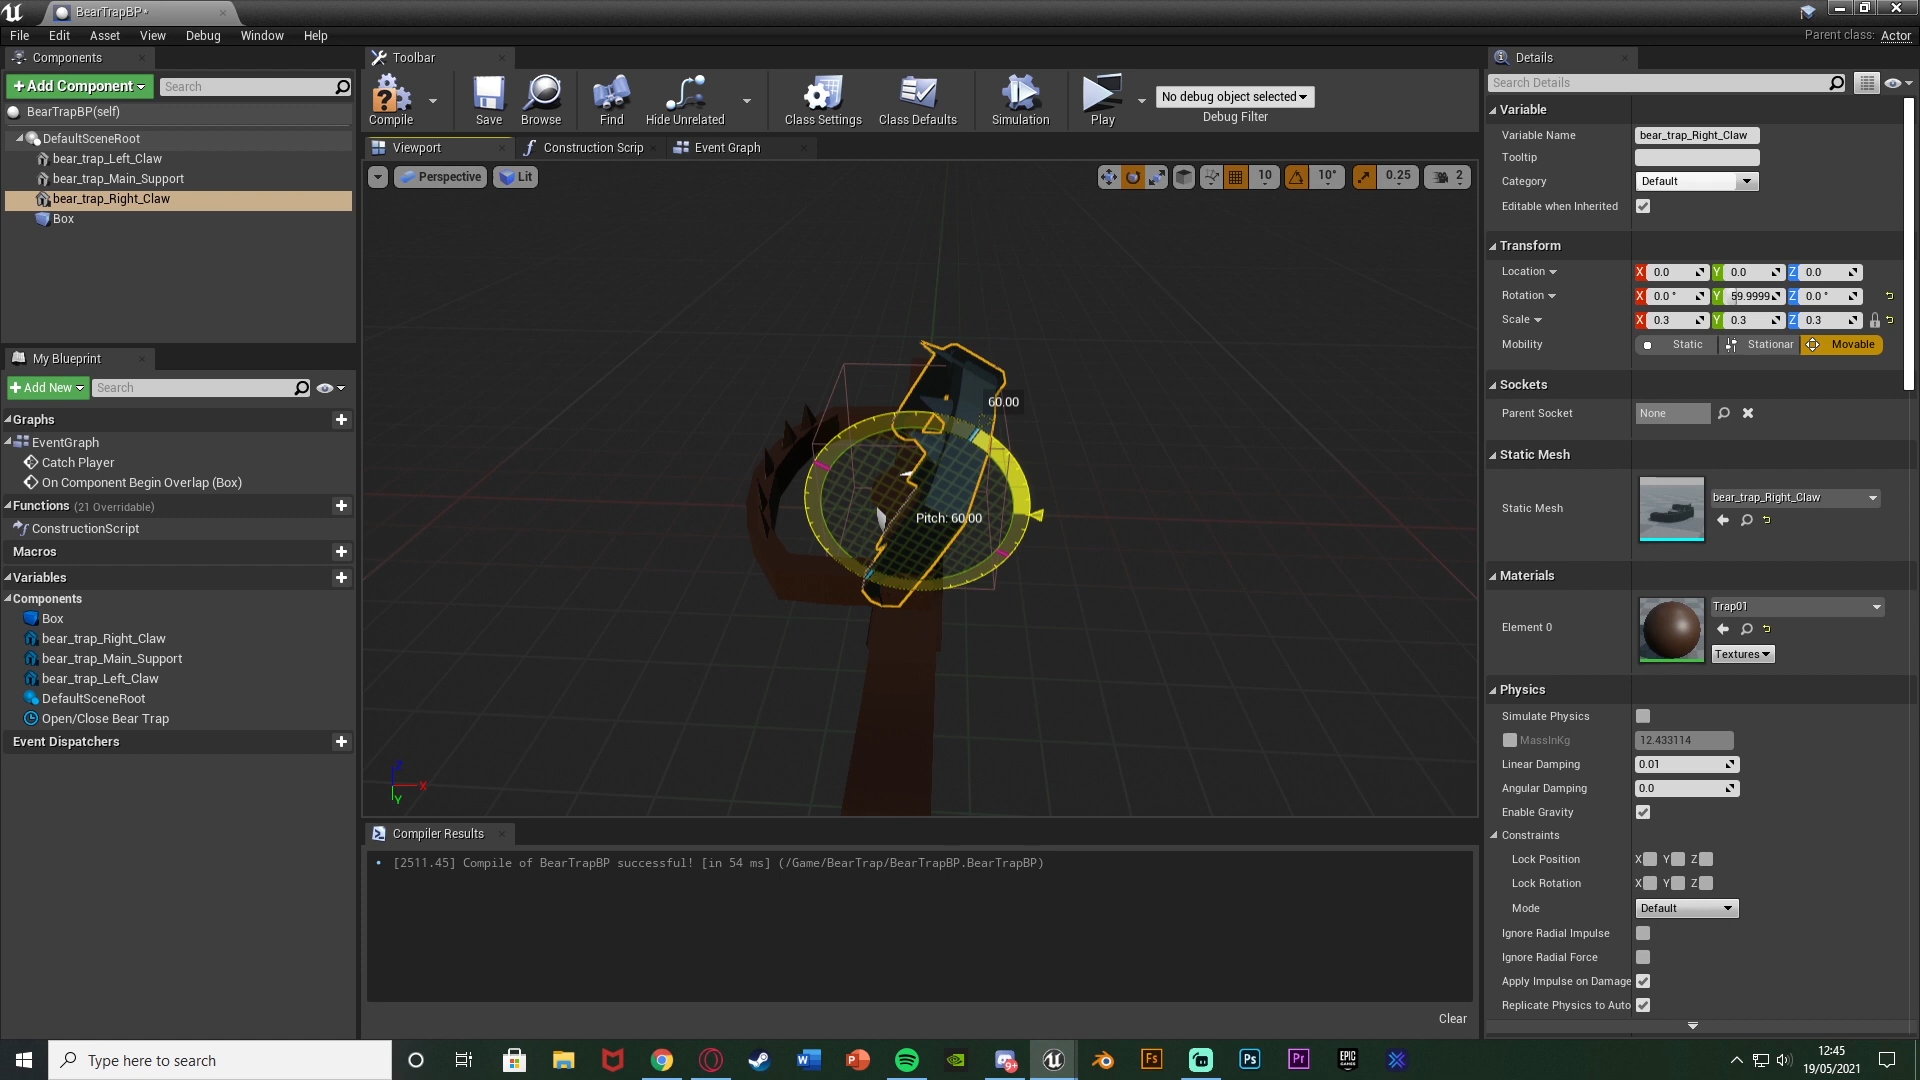 BearTrapBP*
File Edit Asset View Debug Window Help
Parent class: Actor
Components
+Add Component
Search
BearTrapBP(self)
DefaultSceneRoot
bear_trap_Left_Claw
bear_trap_Main_Support
bear_trap_Right_Claw
Box
My Blueprint
+Add New
Search
Graphs
EventGraph
Catch Player
On Component Begin Overlap (Box)
Functions (21 Overridable)
ConstructionScript
Macros
Variables
Components
Box
bear_trap_Right_Claw
bear_trap_Main_Support
bear_trap_Left_Claw
DefaultSceneRoot
Open/Close Bear Trap
Event Dispatchers
Toolbar
Compile Save Browse Find Hide Unrelated Class Settings Class Defaults Simulation Play
No debug object selected
Debug Filter
Viewport Construction Scrip Event Graph
Perspective Lit
10 10° 0.25 2
60.00
Pitch: 60.00
Z X Y
Compiler Results
[2511.45] Compile of BearTrapBP successful! [in 54 ms] (/Game/BearTrap/BearTrapBP.BearTrapBP)
Clear
Details
Search Details
Variable
Variable Name bear_trap_Right_Claw
Tooltip
Category Default
Editable when Inherited
Transform
Location X 0.0 Y 0.0 Z 0.0
Rotation X 0.0 ° Y 59.9999 Z 0.0 °
Scale X 0.3 Y 0.3 Z 0.3
Mobility Static Stationar Movable
Sockets
Parent Socket None
Static Mesh
Static Mesh bear_trap_Right_Claw
Materials
Element 0 Trap01
Textures
Physics
Simulate Physics
MassInKg 12.433114
Linear Damping 0.01
Angular Damping 0.0
Enable Gravity
Constraints
Lock Position X Y Z
Lock Rotation X Y Z
Mode Default
Ignore Radial Impulse
Ignore Radial Force
Apply Impulse on Damage
Replicate Physics to Auto
Type here to search
W P 9+ Fs Ps Pr EPIC GAMES
12:45
19/05/2021